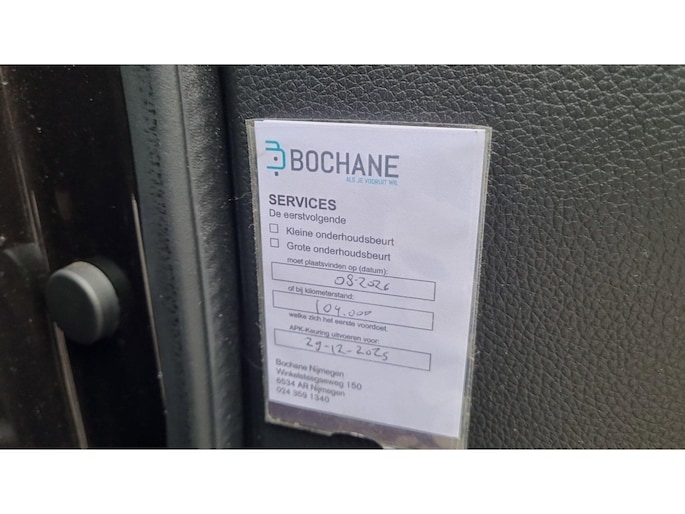 BOCHANE
ALS JE VOORUIT WIL
SERVICES
De eerstvolgende
Kleine onderhoudsbeurt
Grote onderhoudsbeurt
moet plaatsvinden op (datum):
08-2026
of bij kilometerstand:
104.000
welke zich het eerste voordoet.
APK-Keuring uitvoeren voor:
29-12-2025
Bochane Nijmegen
Winkelsteegseweg 150
6534 AR Nijmegen
024 359 1340